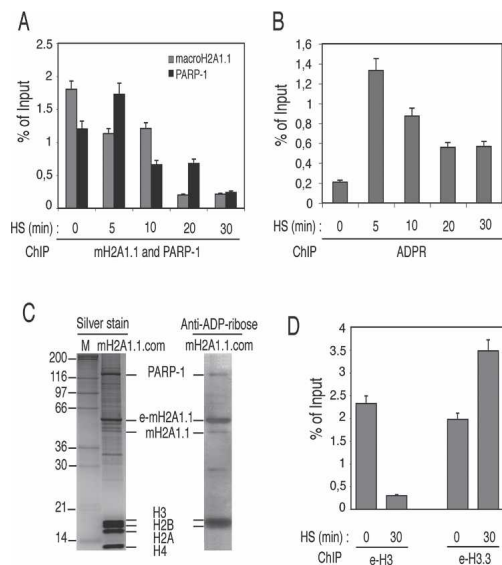 A
2.5
2
1.5
1
0,5
0
% of Input
macroH2A1.1
PARP-1
HS (min) : 0 5 10 20 30
ChIP mH2A1.1 and PARP-1
B
1,6
1,4
1,2
1
0,8
0,6
0,4
0,2
0
% of Input
HS (min) : 0 5 10 20 30
ChIP ADPR
C
Silver stain Anti-ADP-ribose
M mH2A1.1.com mH2A1.1.com
200
116
97
66
36
30
21
14
PARP-1
e-mH2A1.1
mH2A1.1
H3
H2B
H2A
H4
D
4
3.5
3
2.5
2
1.5
1
0,5
0
% of Input
HS (min) : 0 30 0 30
ChIP e-H3 e-H3.3